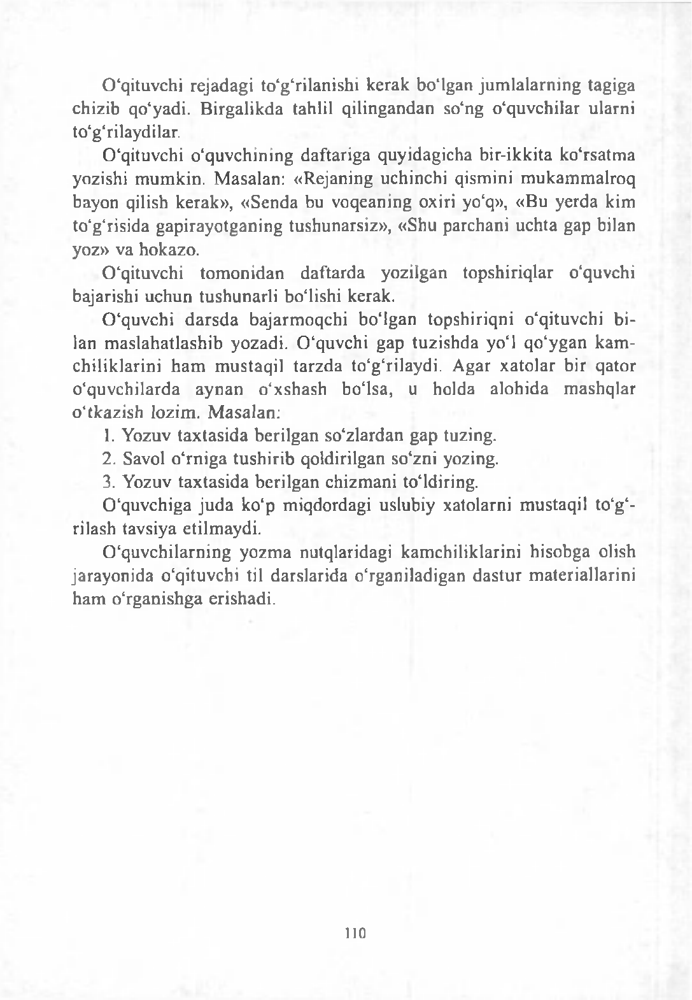 O‘qituvchi rejadagi to‘g‘rilanishi kerak bo‘lgan jumlalarning tagiga
chizib qo‘yadi. Birgalikda tahlil qilingandan so‘ng o‘quvchilar ularni
to‘g‘rilaydilar.
O‘qituvchi o‘quvchining daftariga quyidagicha bir-ikkita ko‘rsatma
yozishi mumkin. Masalan: «Rejaning uchinchi qismini mukammalroq
bayon qilish kerak», «Senda bu voqeaning oxiri yo‘q», «Bu yerda kim
to‘g‘risida gapirayotganing tushunarsiz», «Shu parchani uchta gap bilan
yoz» va hokazo.
O‘qituvchi tomonidan daftarda yozilgan topshiriqlar o‘quvchi
bajarishi uchun tushunarli bo‘lishi kerak.
O‘quvchi darsda bajarmoqchi bo‘lgan topshiriqni o‘qituvchi bi-
lan maslahatlashib yozadi. O‘quvchi gap tuzishda yo‘l qo‘ygan kam-
chiliklarini ham mustaqil tarzda to‘g‘rilaydi. Agar xatolar bir qator
o‘quvchilarda aynan o‘xshash bo‘lsa, u holda alohida mashqlar
o‘tkazish lozim. Masalan:
1. Yozuv taxtasida berilgan so‘zlardan gap tuzing.
2. Savol o‘rniga tushirib qoldirilgan so‘zni yozing.
3. Yozuv taxtasida berilgan chizmani to‘ldiring.
O‘quvchiga juda ko‘p miqdordagi uslubiy xatolarni mustaqil to‘g‘-
rilash tavsiya etilmaydi.
O‘quvchilarning yozma nutqlaridagi kamchiliklarini hisobga olish
jarayonida o‘qituvchi til darslarida o‘rganiladigan dastur materiallarini
ham o‘rganishga erishadi.
110